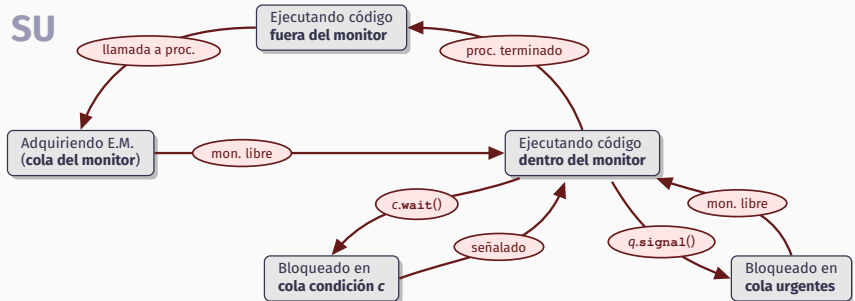 SU
Ejecutando código
fuera del monitor
llamada a proc.
proc. terminado
Adquiriendo E.M.
(cola del monitor)
mon. libre
Ejecutando código
dentro del monitor
c.wait()
mon. libre
señalado
q.signal()
Bloqueado en
cola condición c
Bloqueado en
cola urgentes